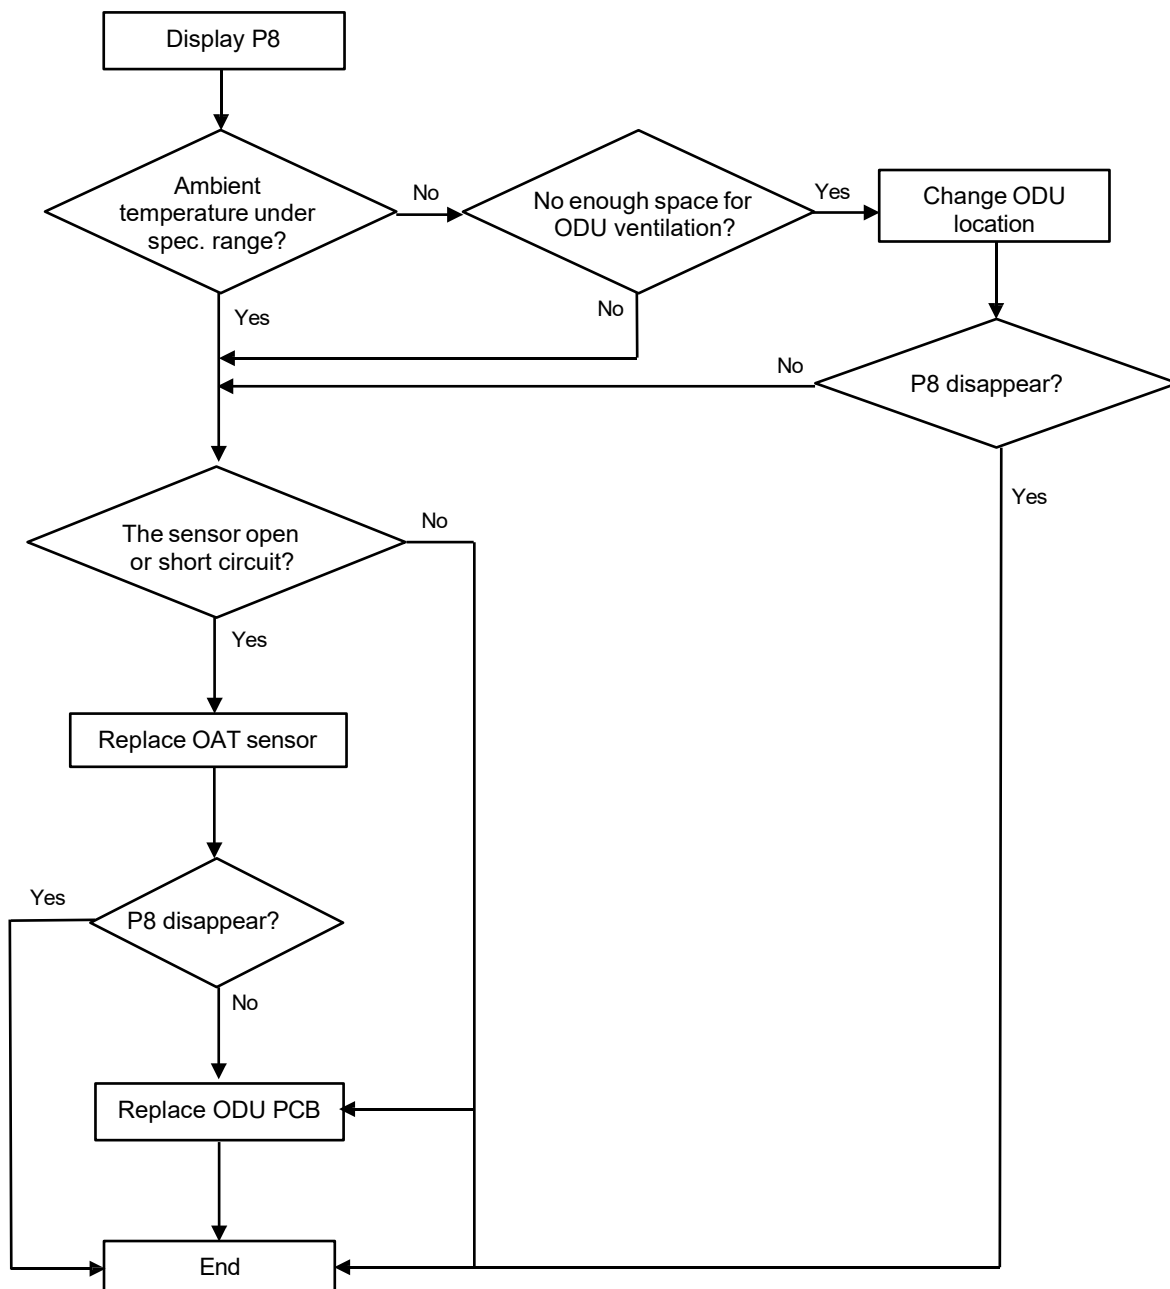 Display P8
Ambient
temperature under
spec. range?
No
No enough space for
ODU ventilation?
Yes
Change ODU
location
Yes
No
No
P8 disappear?
Yes
The sensor open
or short circuit?
No
Yes
Replace OAT sensor
Yes
P8 disappear?
No
Replace ODU PCB
End